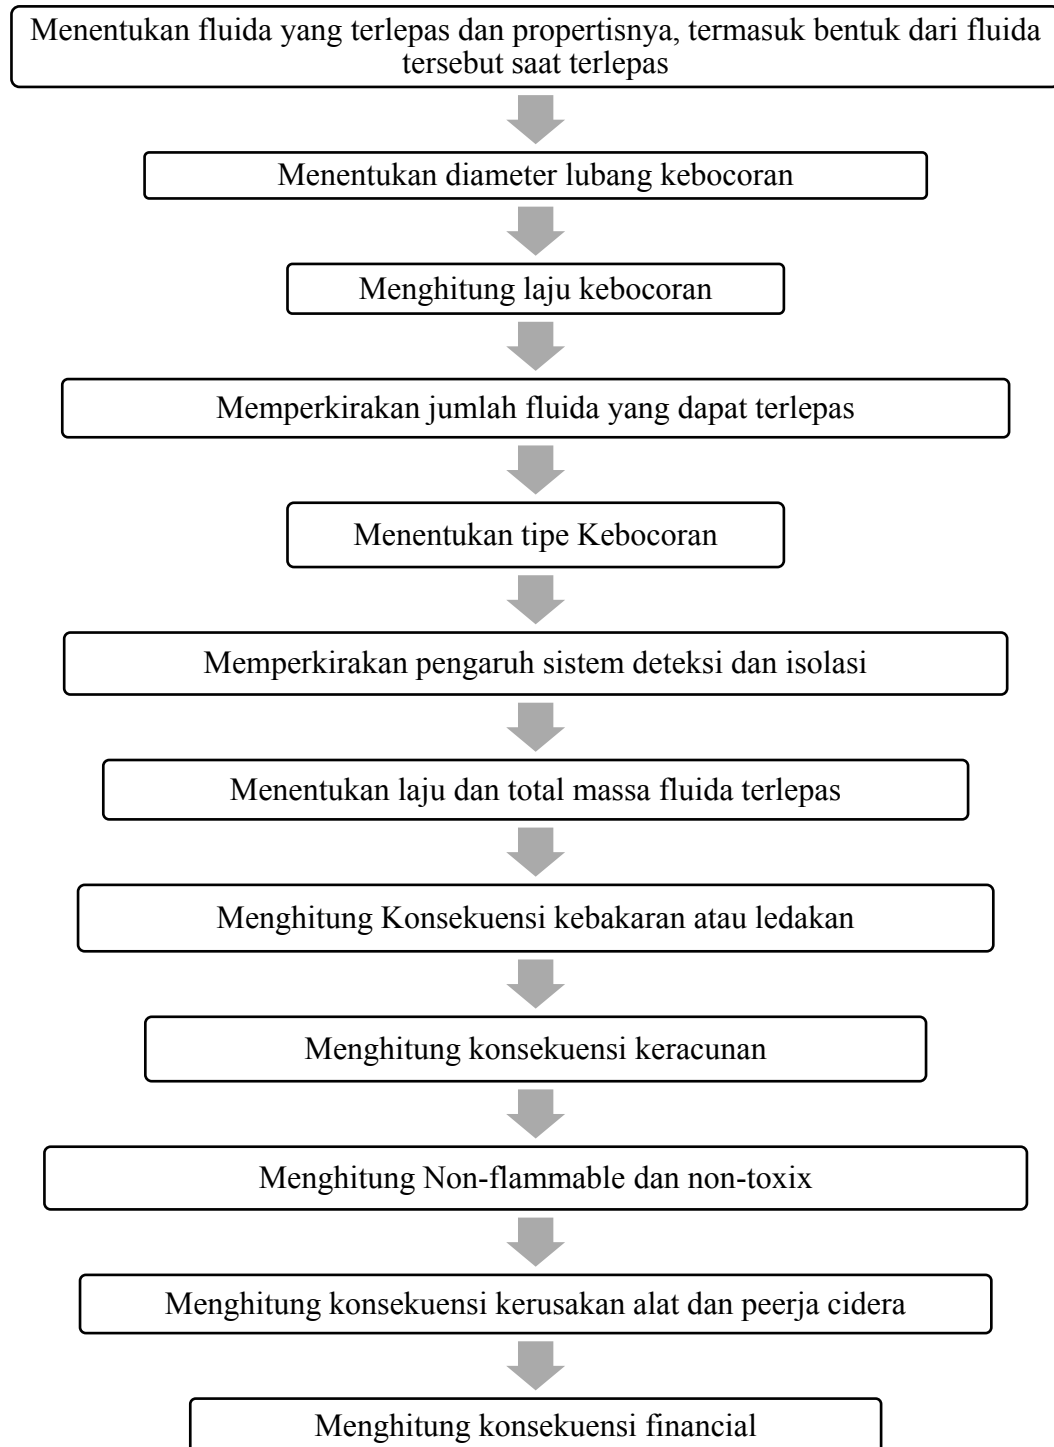 Menentukan fluida yang terlepas dan propertisnya, termasuk bentuk dari fluida
tersebut saat terlepas
Menentukan diameter lubang kebocoran
Menghitung laju kebocoran
Memperkirakan jumlah fluida yang dapat terlepas
Menentukan tipe Kebocoran
Memperkirakan pengaruh sistem deteksi dan isolasi
Menentukan laju dan total massa fluida terlepas
Menghitung Konsekuensi kebakaran atau ledakan
Menghitung konsekuensi keracunan
Menghitung Non-flammable dan non-toxix
Menghitung konsekuensi kerusakan alat dan peerja cidera
Menghitung konsekuensi financial